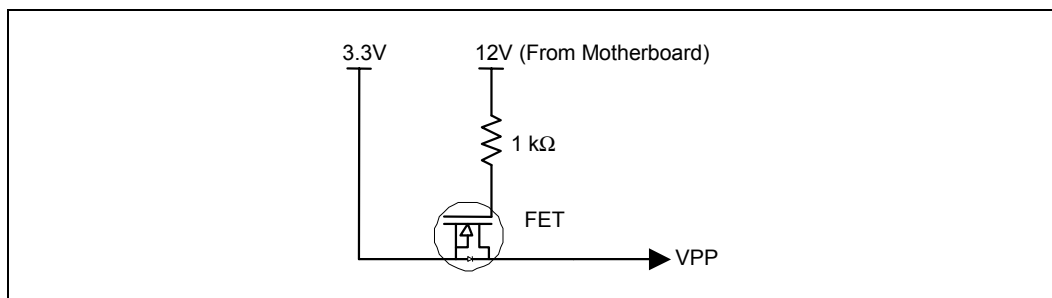 3.3V
12V (From Motherboard)
1 kΩ
FET
VPP